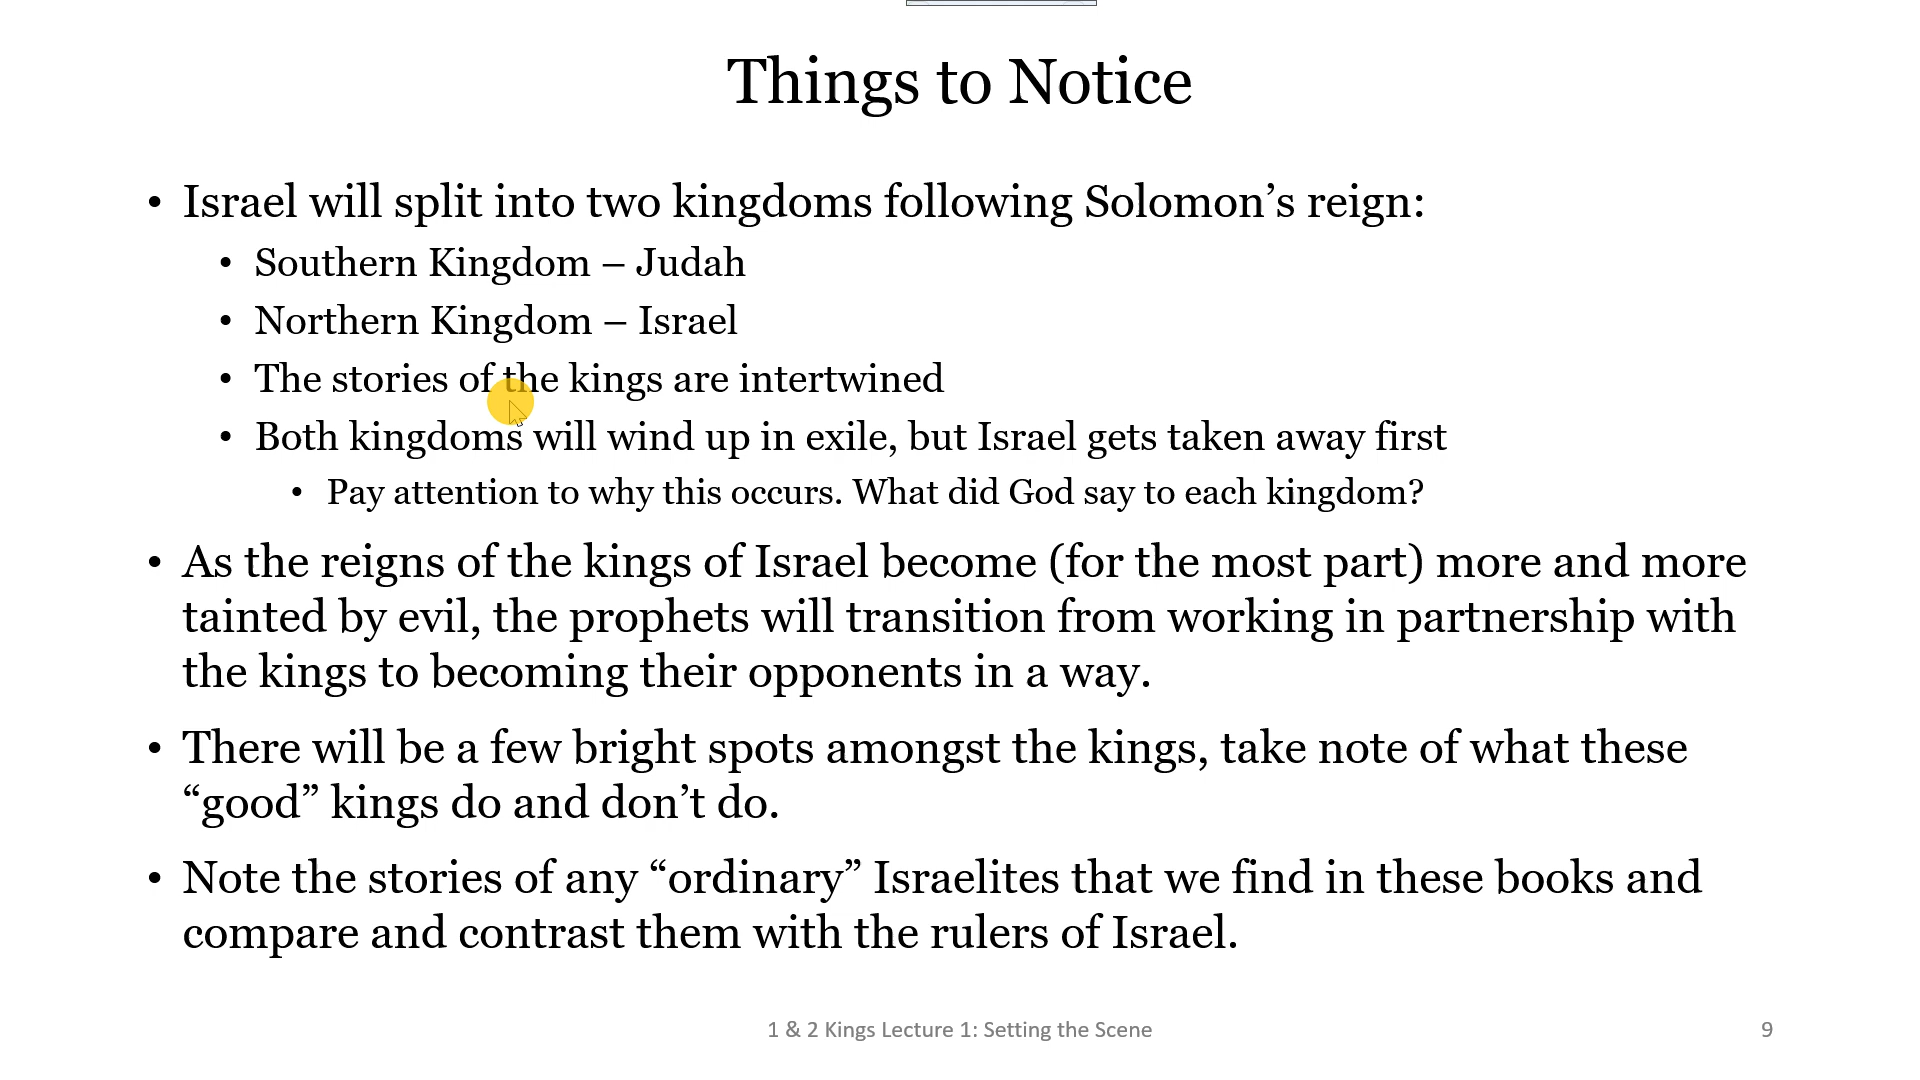 Things to Notice
• Israel will split into two kingdoms following Solomon’s reign:
• Southern Kingdom – Judah
• Northern Kingdom – Israel
• The stories of the kings are intertwined
• Both kingdoms will wind up in exile, but Israel gets taken away first
• Pay attention to why this occurs. What did God say to each kingdom?
• As the reigns of the kings of Israel become (for the most part) more and more
tainted by evil, the prophets will transition from working in partnership with
the kings to becoming their opponents in a way.
• There will be a few bright spots amongst the kings, take note of what these
“good” kings do and don’t do.
• Note the stories of any “ordinary” Israelites that we find in these books and
compare and contrast them with the rulers of Israel.
1 & 2 Kings Lecture 1: Setting the Scene
9